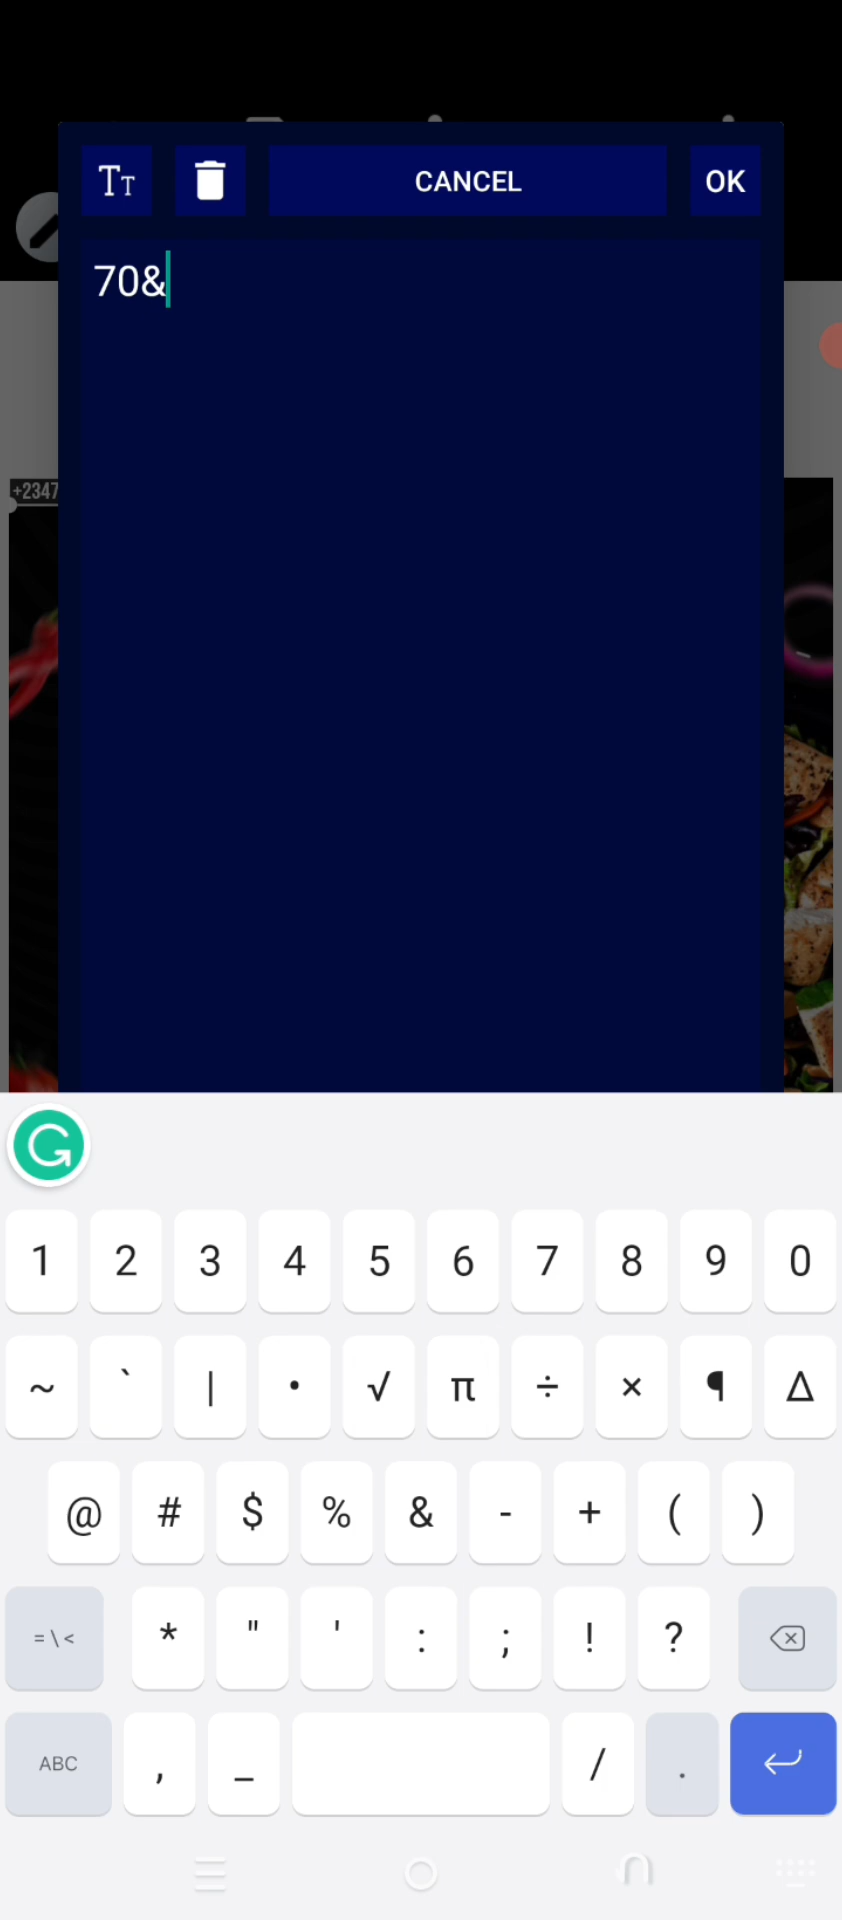 TT
CANCEL
OK
70&
+2347
1 2 3 4 5 6 7 8 9 0
~ ` | • √ π ÷ × ¶ Δ
@ # $ % & - + ( )
=\< * " ' : ; ! ?
ABC , _ / .